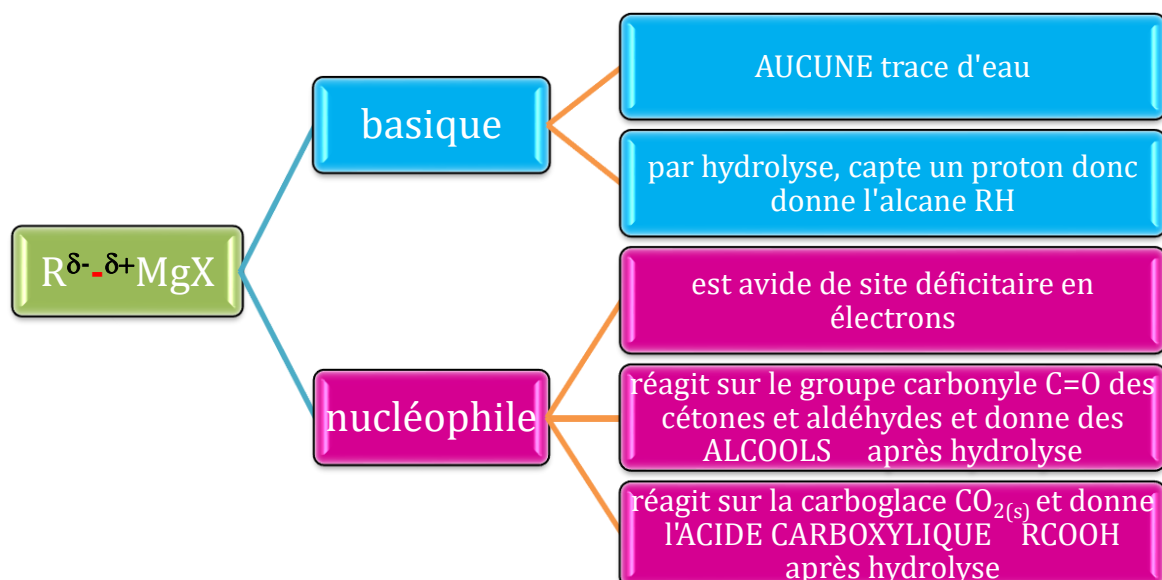 R^δ-_-^δ+MgX
basique
AUCUNE trace d'eau
par hydrolyse, capte un proton donc
donne l'alcane RH
nucléophile
est avide de site déficitaire en
électrons
réagit sur le groupe carbonyle C=O des
cétones et aldéhydes et donne des
ALCOOLS après hydrolyse
réagit sur la carboglace CO₂₍ₛ₎ et donne
l'ACIDE CARBOXYLIQUE RCOOH
après hydrolyse